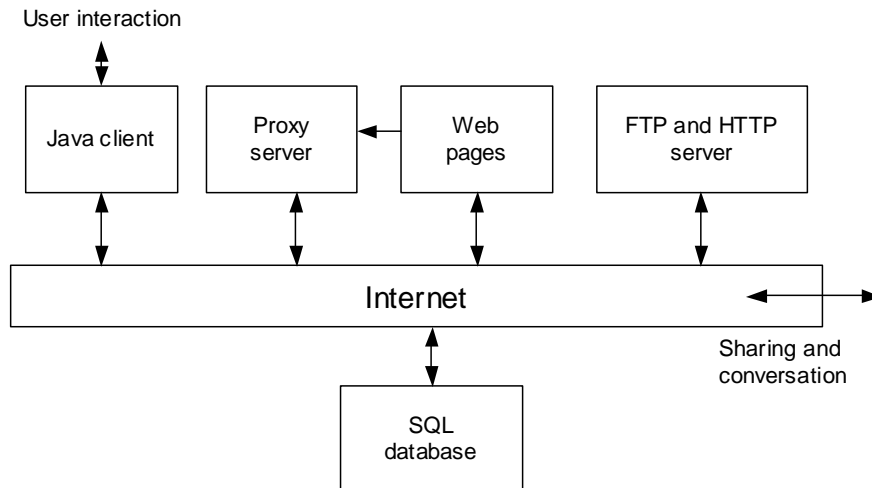 User interaction
Java client
Proxy
server
Web
pages
FTP and HTTP
server
Internet
Sharing and
conversation
SQL
database